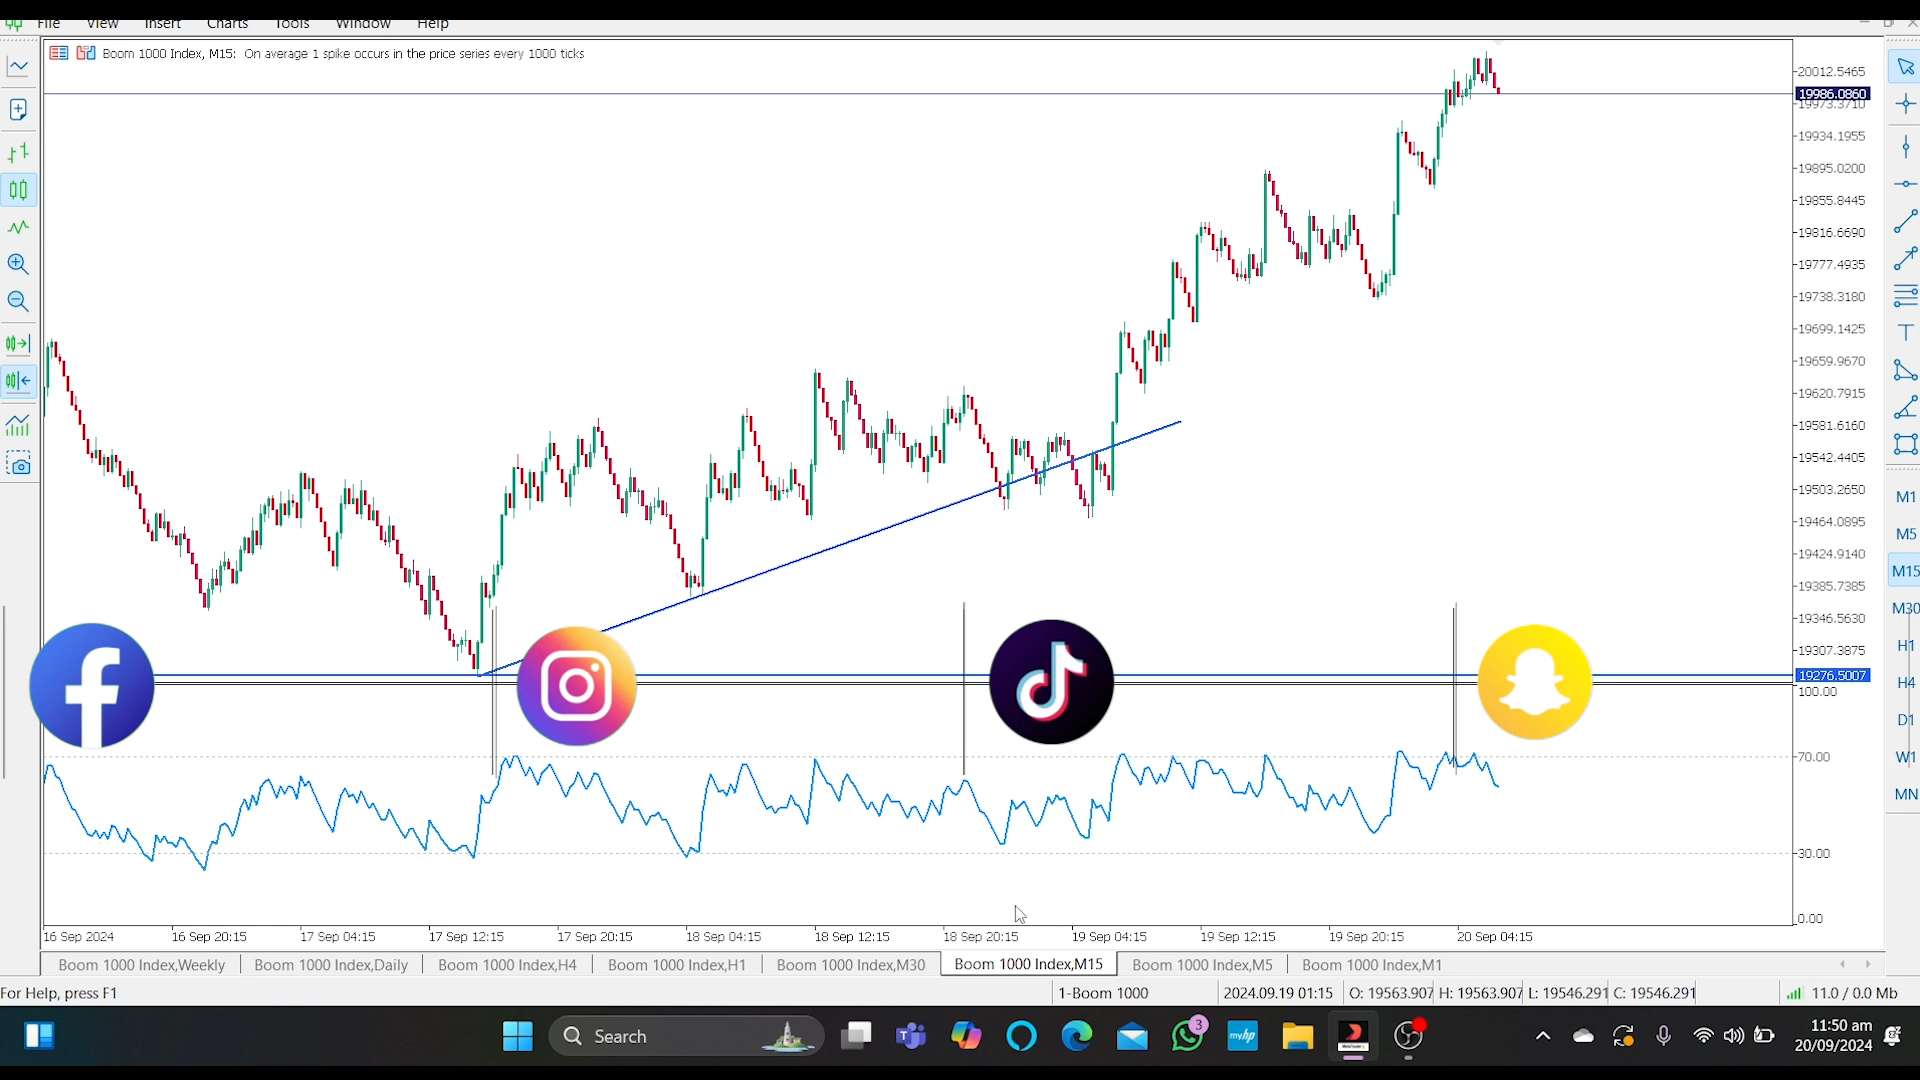 File View Insert Charts Tools Window Help
Boom 1000 Index, M15: On average 1 spike occurs in the price series every 1000 ticks
20012.5465
19986.0860
19973.3710
19934.1955
19895.0200
19855.8445
19816.6690
19777.4935
19738.3180
19699.1425
19659.9670
19620.7915
19581.6160
19542.4405
19503.2650
19464.0895
19424.9140
19385.7385
19346.5630
19307.3875
19276.5007
100.00
70.00
30.00
0.00
M1
M5
M15
M30
H1
H4
D1
W1
MN
16 Sep 2024 16 Sep 20:15 17 Sep 04:15 17 Sep 12:15 17 Sep 20:15 18 Sep 04:15 18 Sep 12:15 18 Sep 20:15 19 Sep 04:15 19 Sep 12:15 19 Sep 20:15 20 Sep 04:15
Boom 1000 Index,Weekly Boom 1000 Index,Daily Boom 1000 Index,H4 Boom 1000 Index,H1 Boom 1000 Index,M30 Boom 1000 Index,M15 Boom 1000 Index,M5 Boom 1000 Index,M1
For Help, press F1 1-Boom 1000 2024.09.19 01:15 O: 19563.907 H: 19563.907 L: 19546.291 C: 19546.291 11.0 / 0.0 Mb
Search
myhp
3
11:50 am
20/09/2024